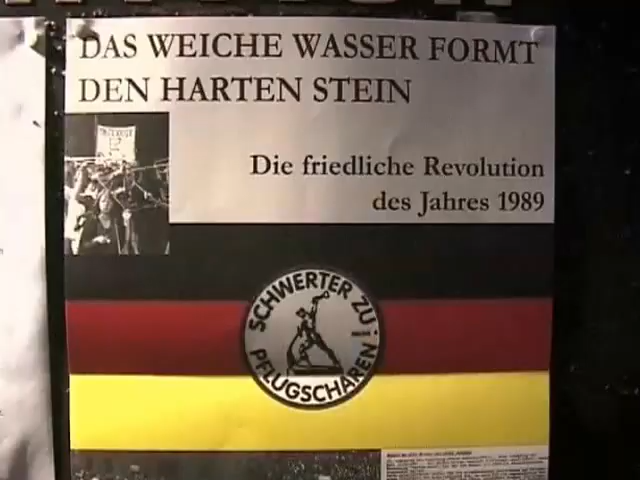 DAS WEICHE WASSER FORMT
DEN HARTEN STEIN
Die friedliche Revolution
des Jahres 1989
SCHWERTER ZU
PFLUGSCHAREN